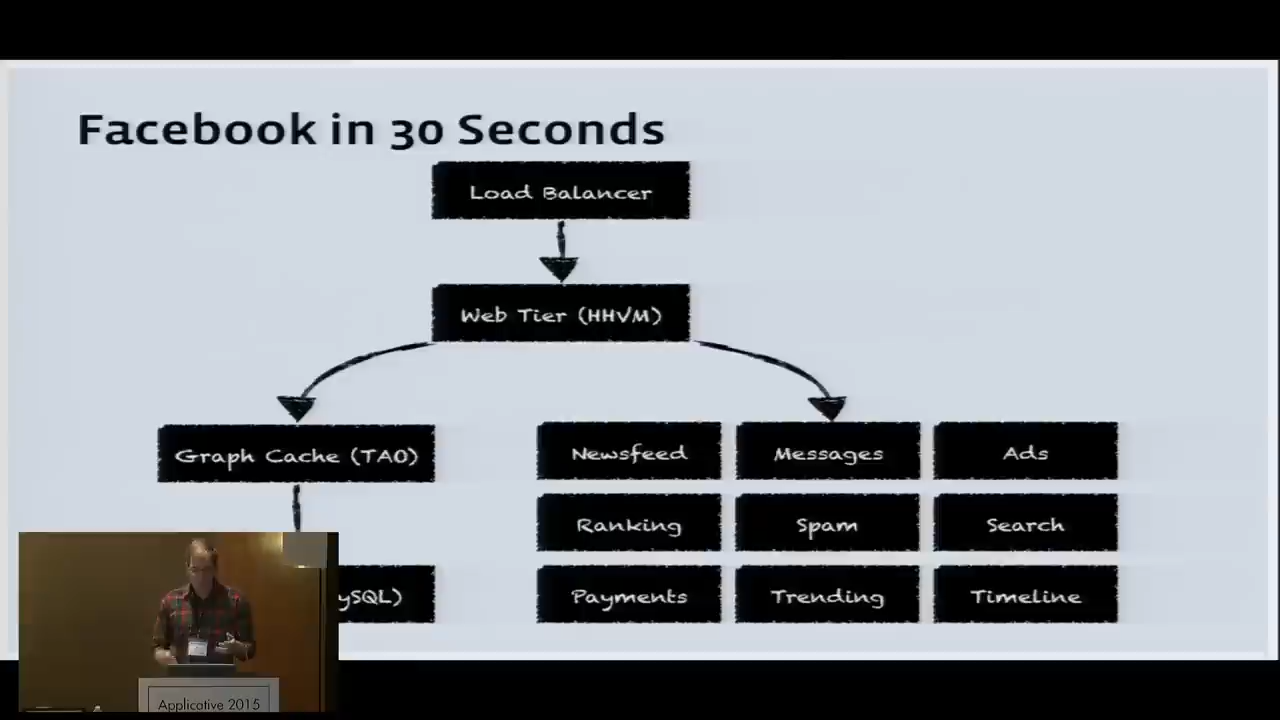 Facebook in 30 Seconds
Load Balancer
Web Tier (HHVM)
Graph Cache (TAO)
Newsfeed Messages Ads
Ranking Spam Search
ySQL)
Payments Trending Timeline
Applicative 2015